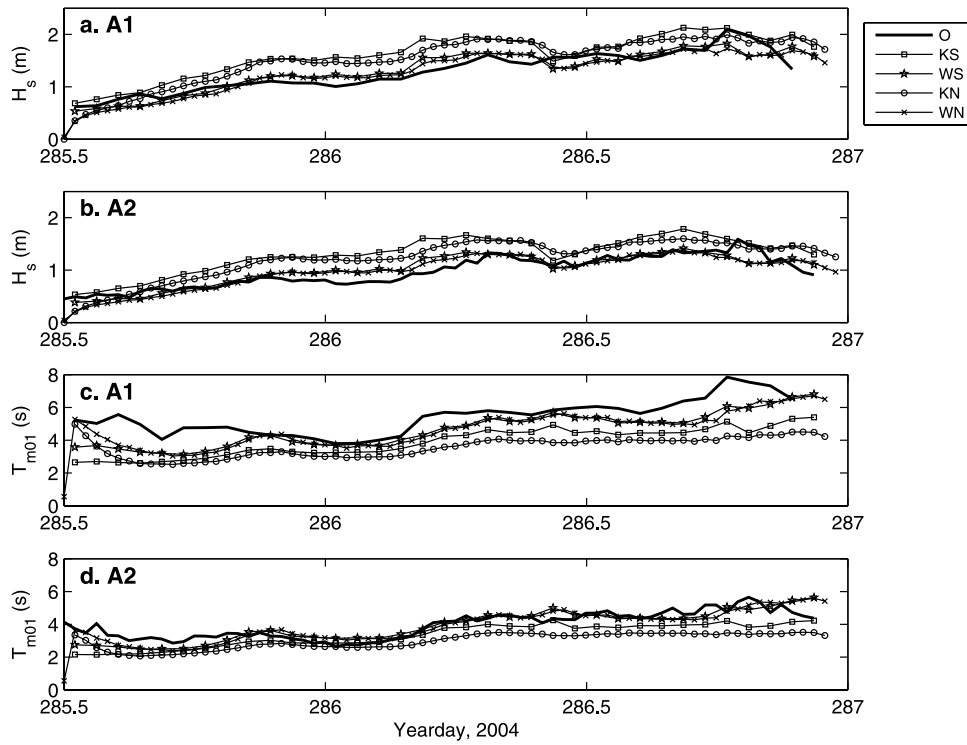 a. A1
H_s (m)
2
1
0
285.5 286 286.5 287
O
KS
WS
KN
WN
b. A2
H_s (m)
2
1
0
285.5 286 286.5 287
c. A1
T_m01 (s)
8
6
4
2
0
285.5 286 286.5 287
d. A2
T_m01 (s)
8
6
4
2
0
285.5 286 286.5 287
Yearday, 2004